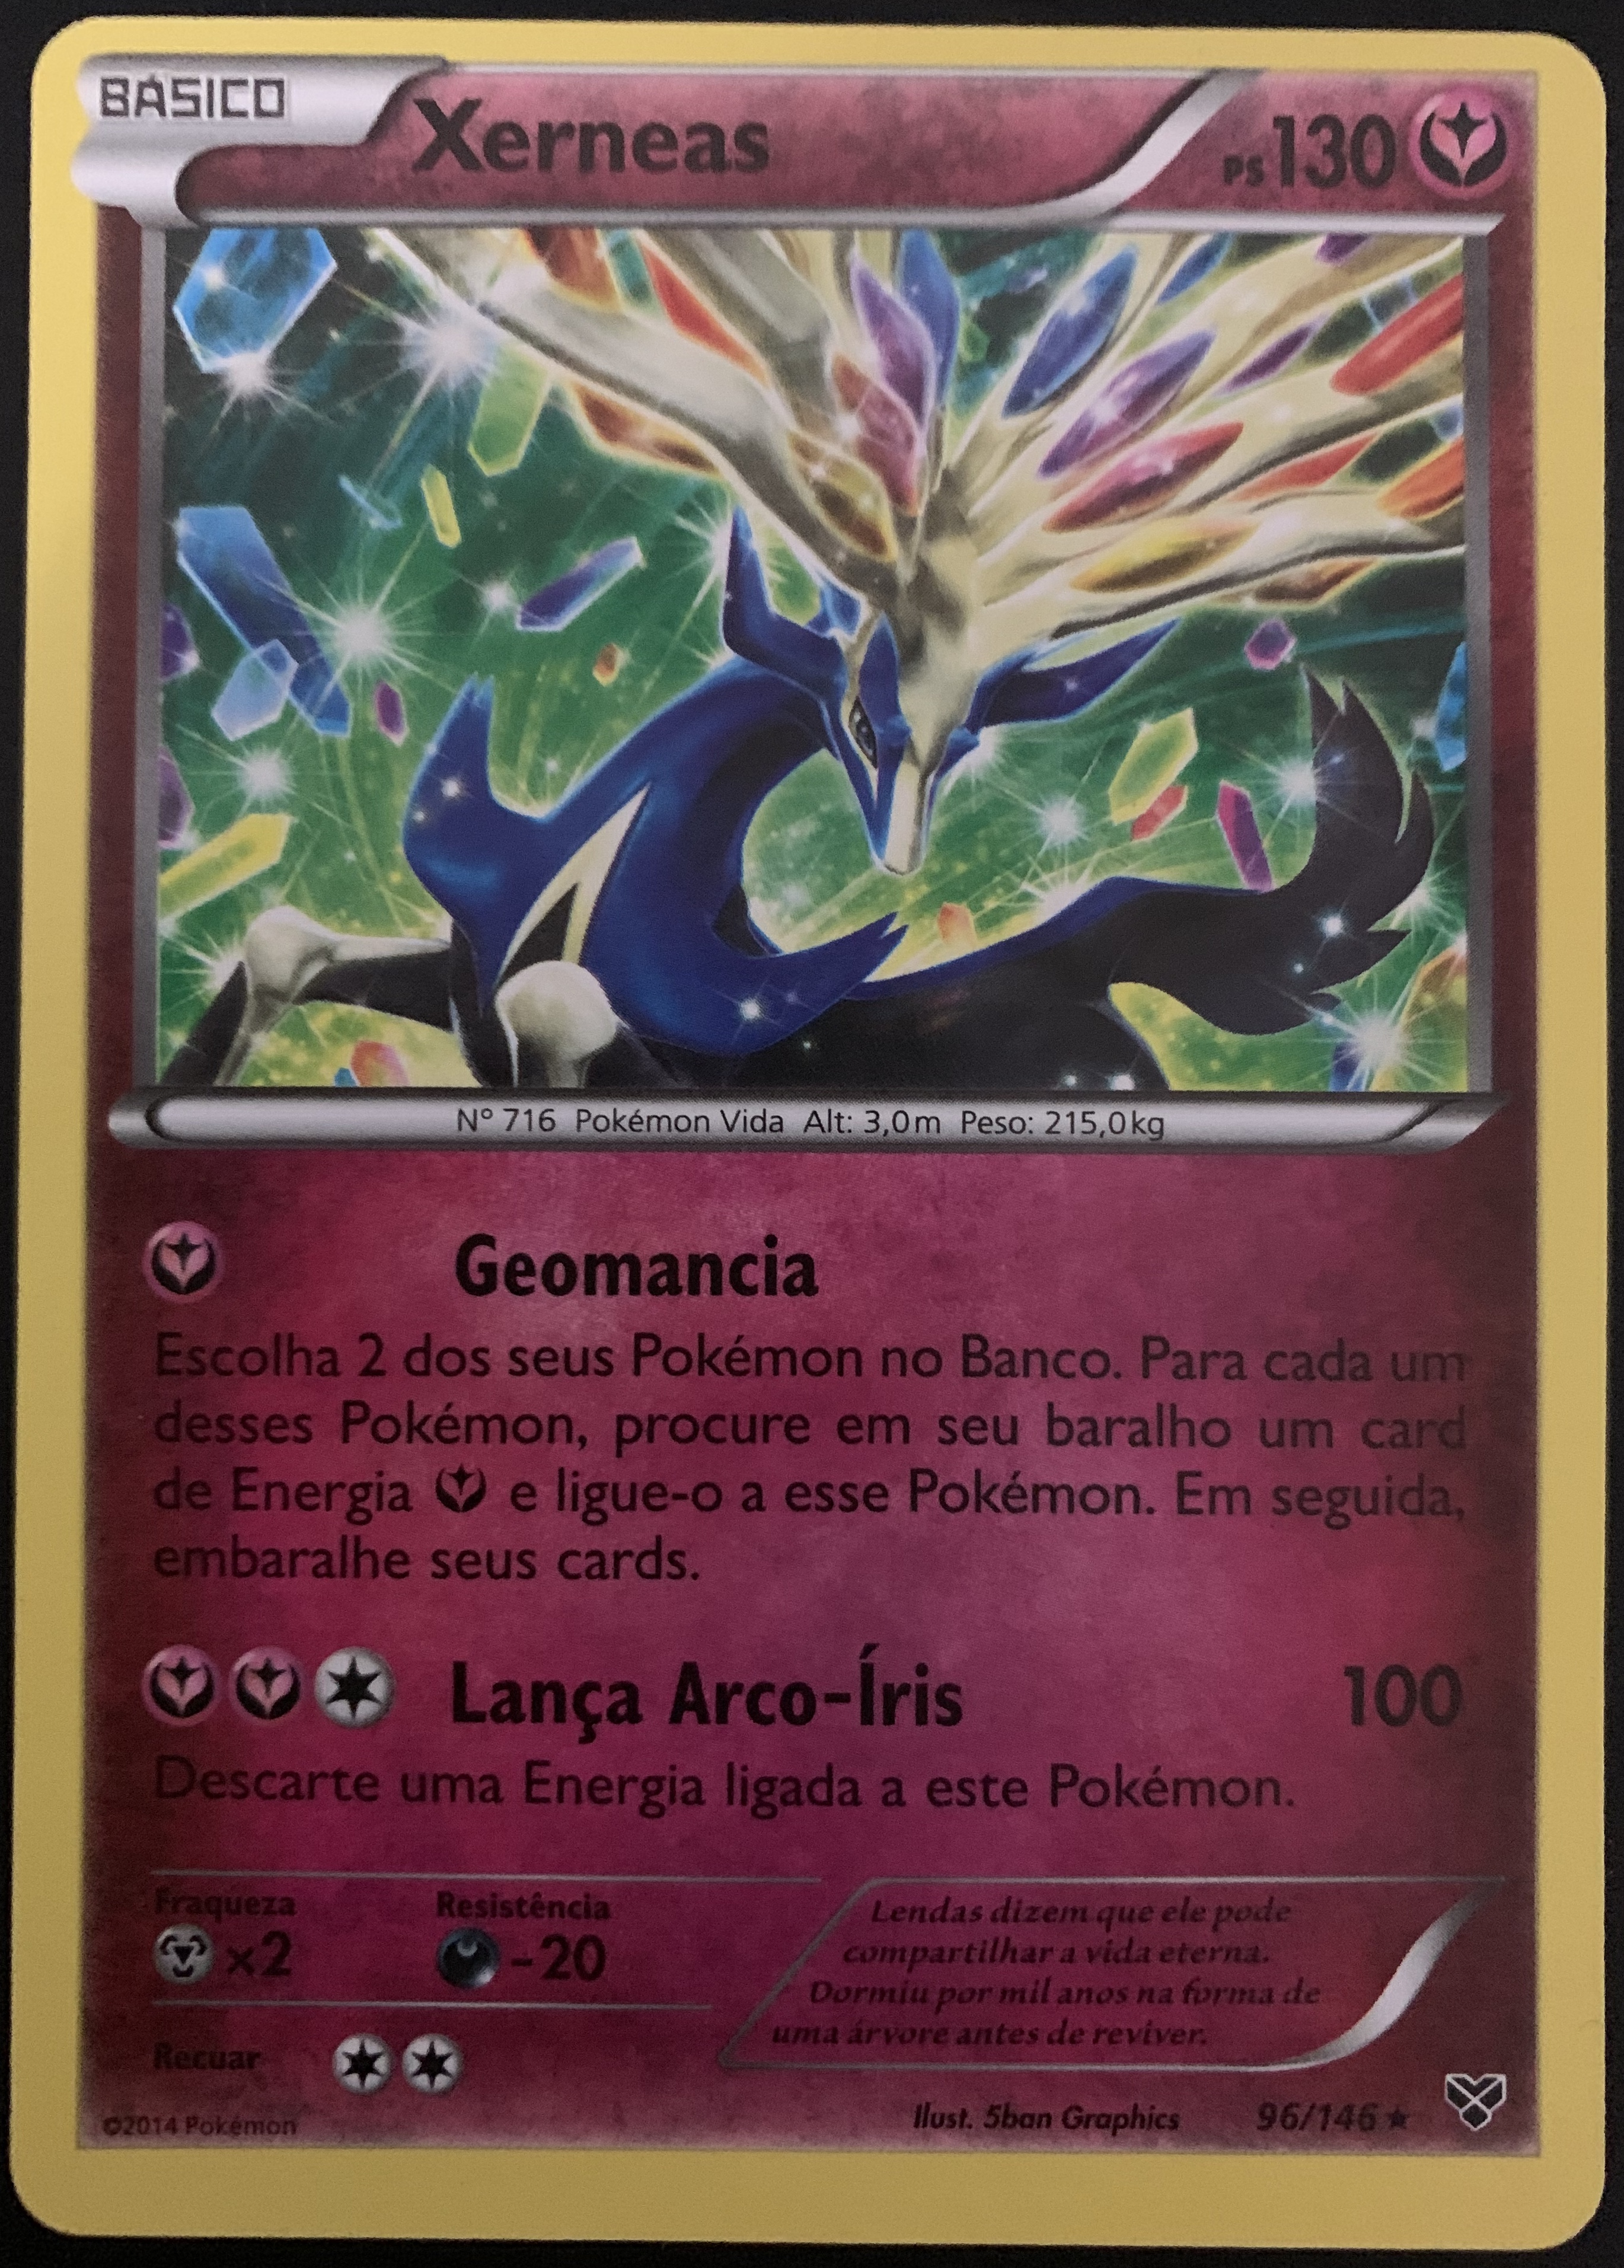 BÁSICO
Xerneas
PS 130
Nº 716 Pokémon Vida Alt: 3,0m Peso: 215,0kg
Geomancia
Escolha 2 dos seus Pokémon no Banco. Para cada um
desses Pokémon, procure em seu baralho um card
de Energia e ligue-o a esse Pokémon. Em seguida,
embaralhe seus cards.
Lança Arco-Íris 100
Descarte uma Energia ligada a este Pokémon.
Fraqueza Resistência
×2 -20
Recuar
Lendas dizem que ele pode
compartilhar a vida eterna.
Dormiu por mil anos na forma de
uma árvore antes de reviver.
©2014 Pokémon
Ilust. 5ban Graphics 96/146 ★